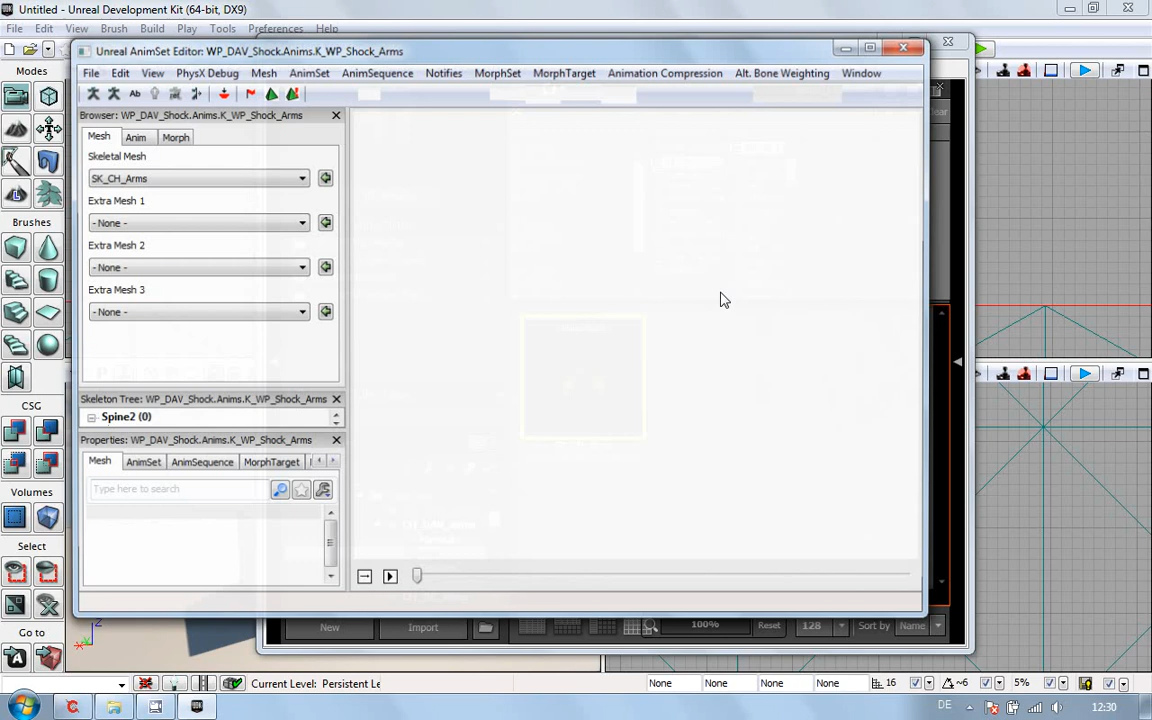 Untitled - Unreal Development Kit (64-bit, DX9)
File Edit View Brush Build Play Tools Preferences Help
Unreal AnimSet Editor: WP_DAV_Shock.Anims.K_WP_Shock_Arms
Modes
File Edit View PhysX Debug Mesh AnimSet AnimSequence Notifies MorphSet MorphTarget Animation Compression Alt. Bone Weighting Window
Browser: WP_DAV_Shock.Anims.K_WP_Shock_Arms
Mesh Anim Morph
Skeletal Mesh
SK_CH_Arms
Extra Mesh 1
- None -
Extra Mesh 2
- None -
Extra Mesh 3
- None -
Skeleton Tree: WP_DAV_Shock.Anims.K_WP_Shock_Arms
Spine2 (0)
Properties: WP_DAV_Shock.Anims.K_WP_Shock_Arms
Mesh AnimSet AnimSequence MorphTarget
Type here to search
Brushes
CSG
Volumes
Select
Go to
New Import 100% Reset 128 Sort by Name
Current Level: Persistent Le
None None None None 16 ~6 5%
DE 12:30